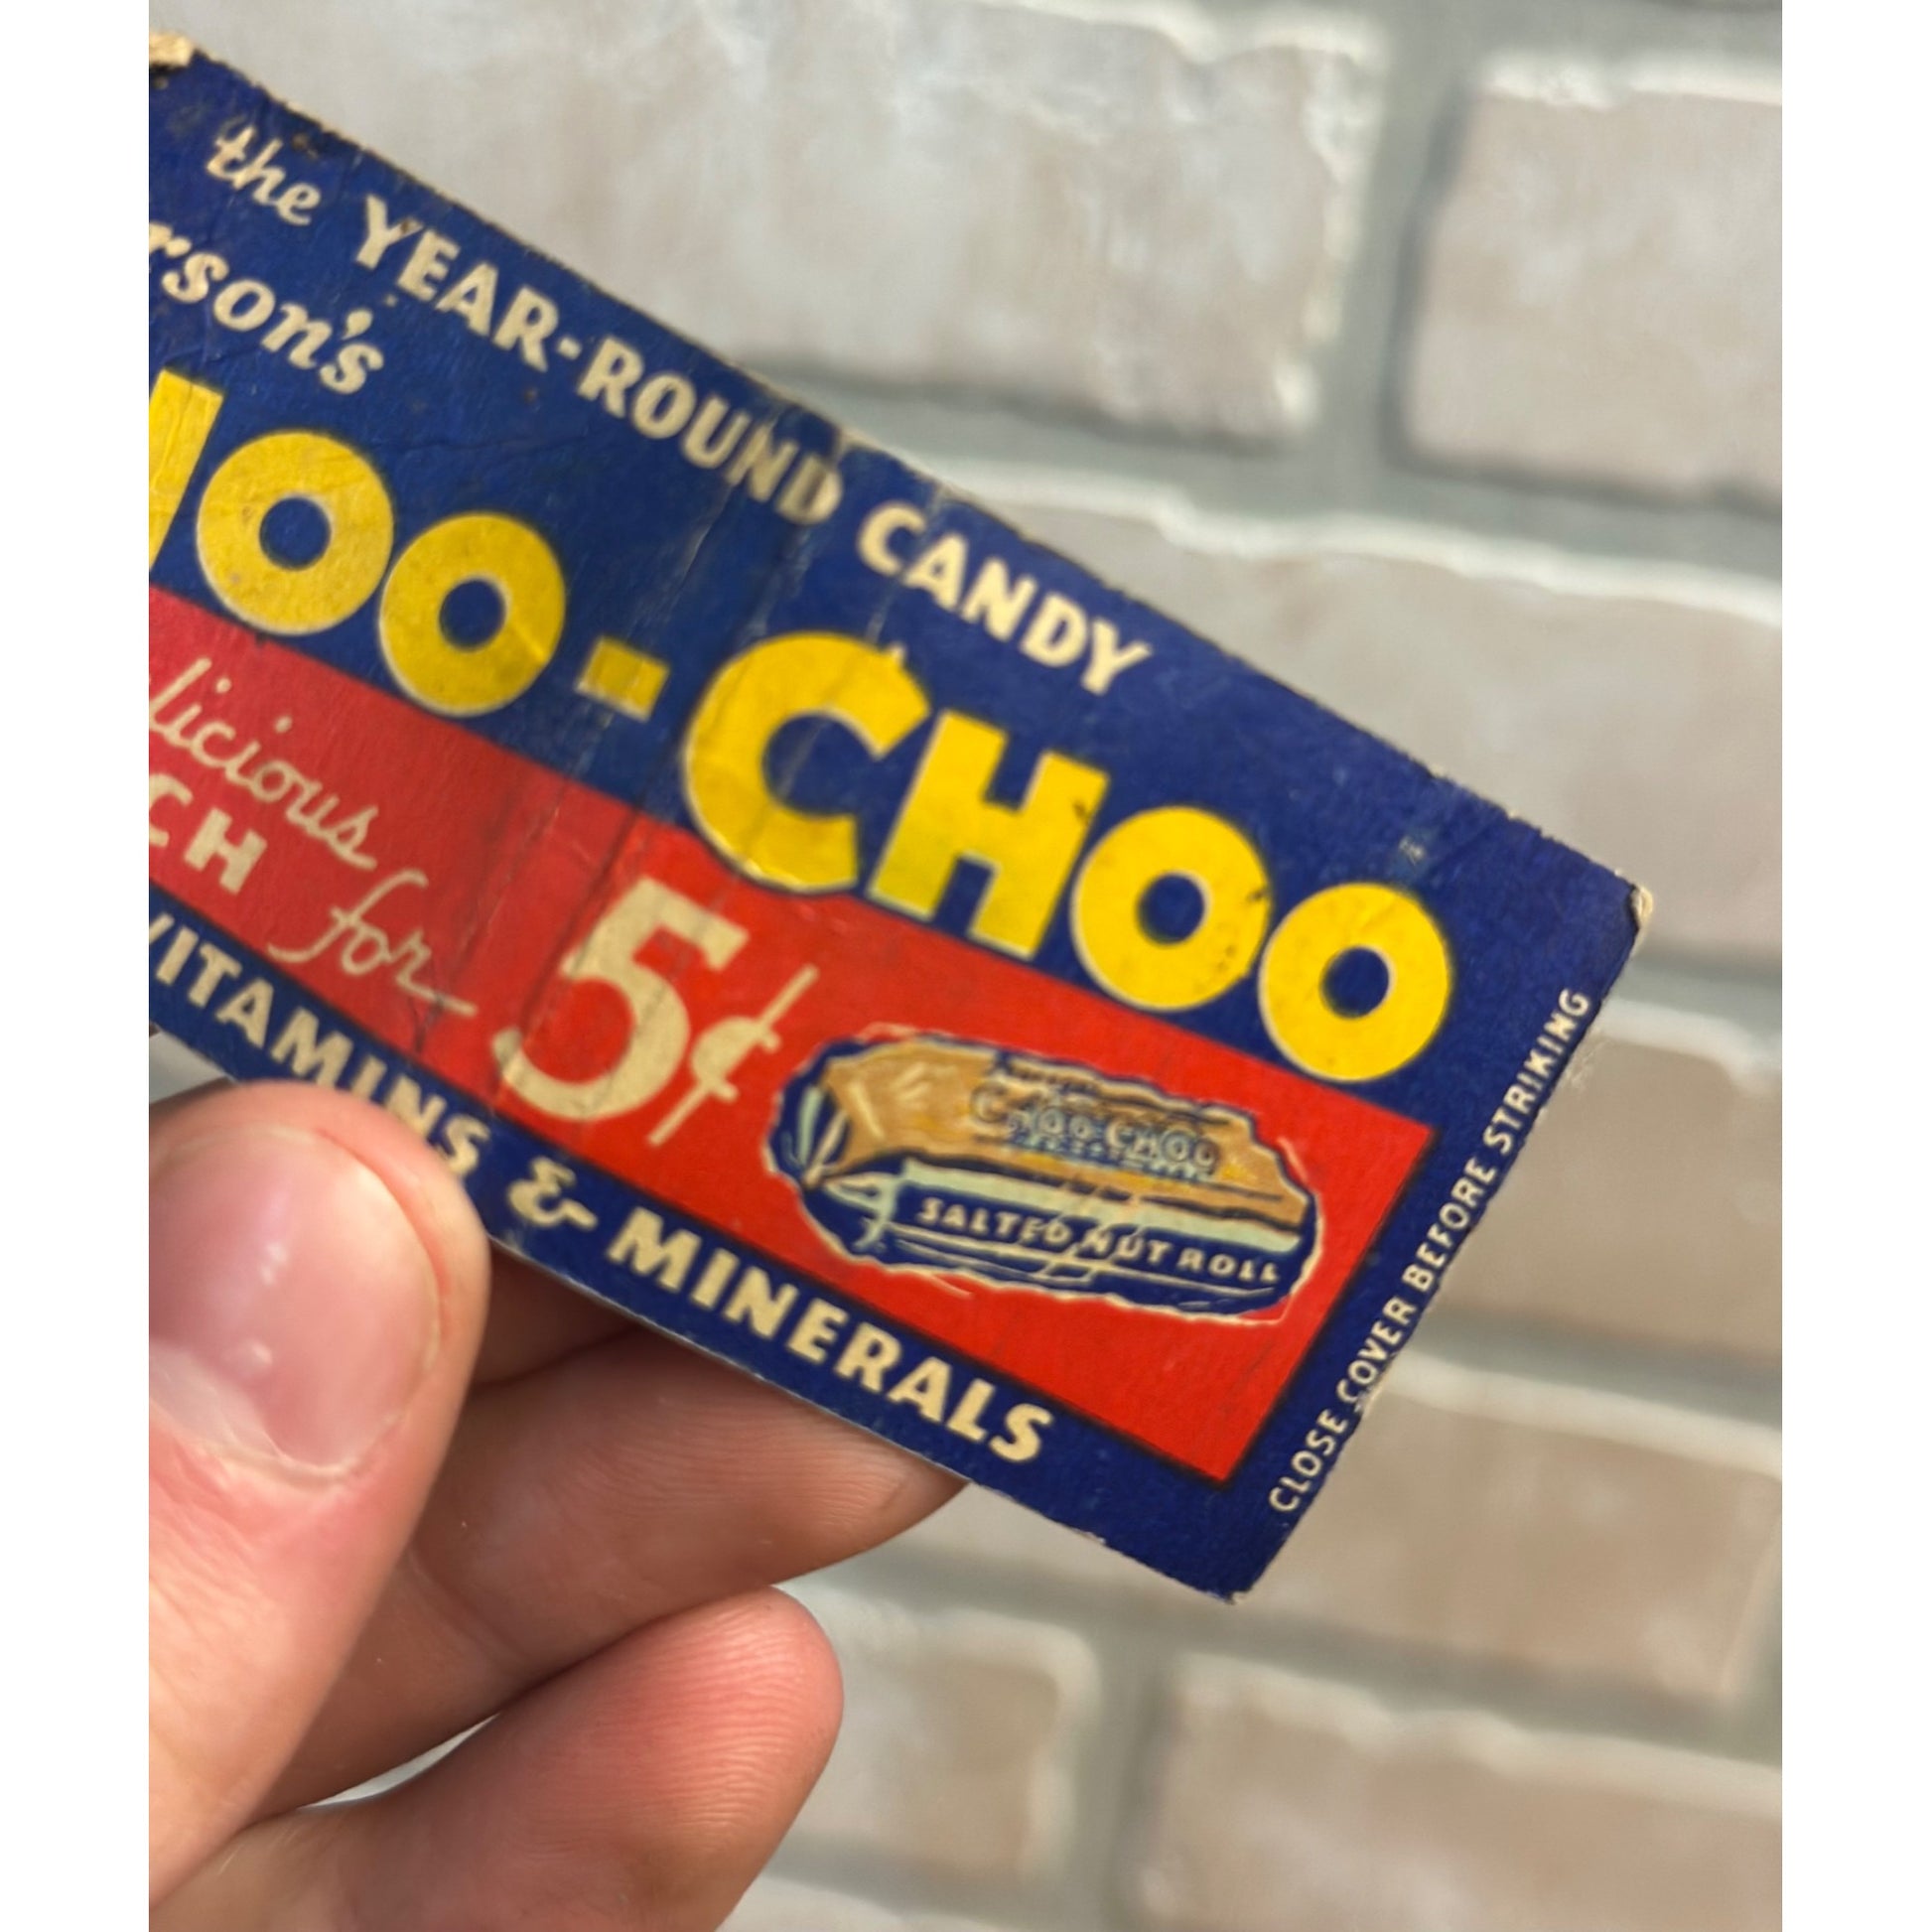 the YEAR-ROUND CANDY
rson's
HOO-CHOO
licious
CH for 5¢
CHOO-CHOO
SALTED NUT ROLL
VITAMINS & MINERALS
CLOSE COVER BEFORE STRIKING